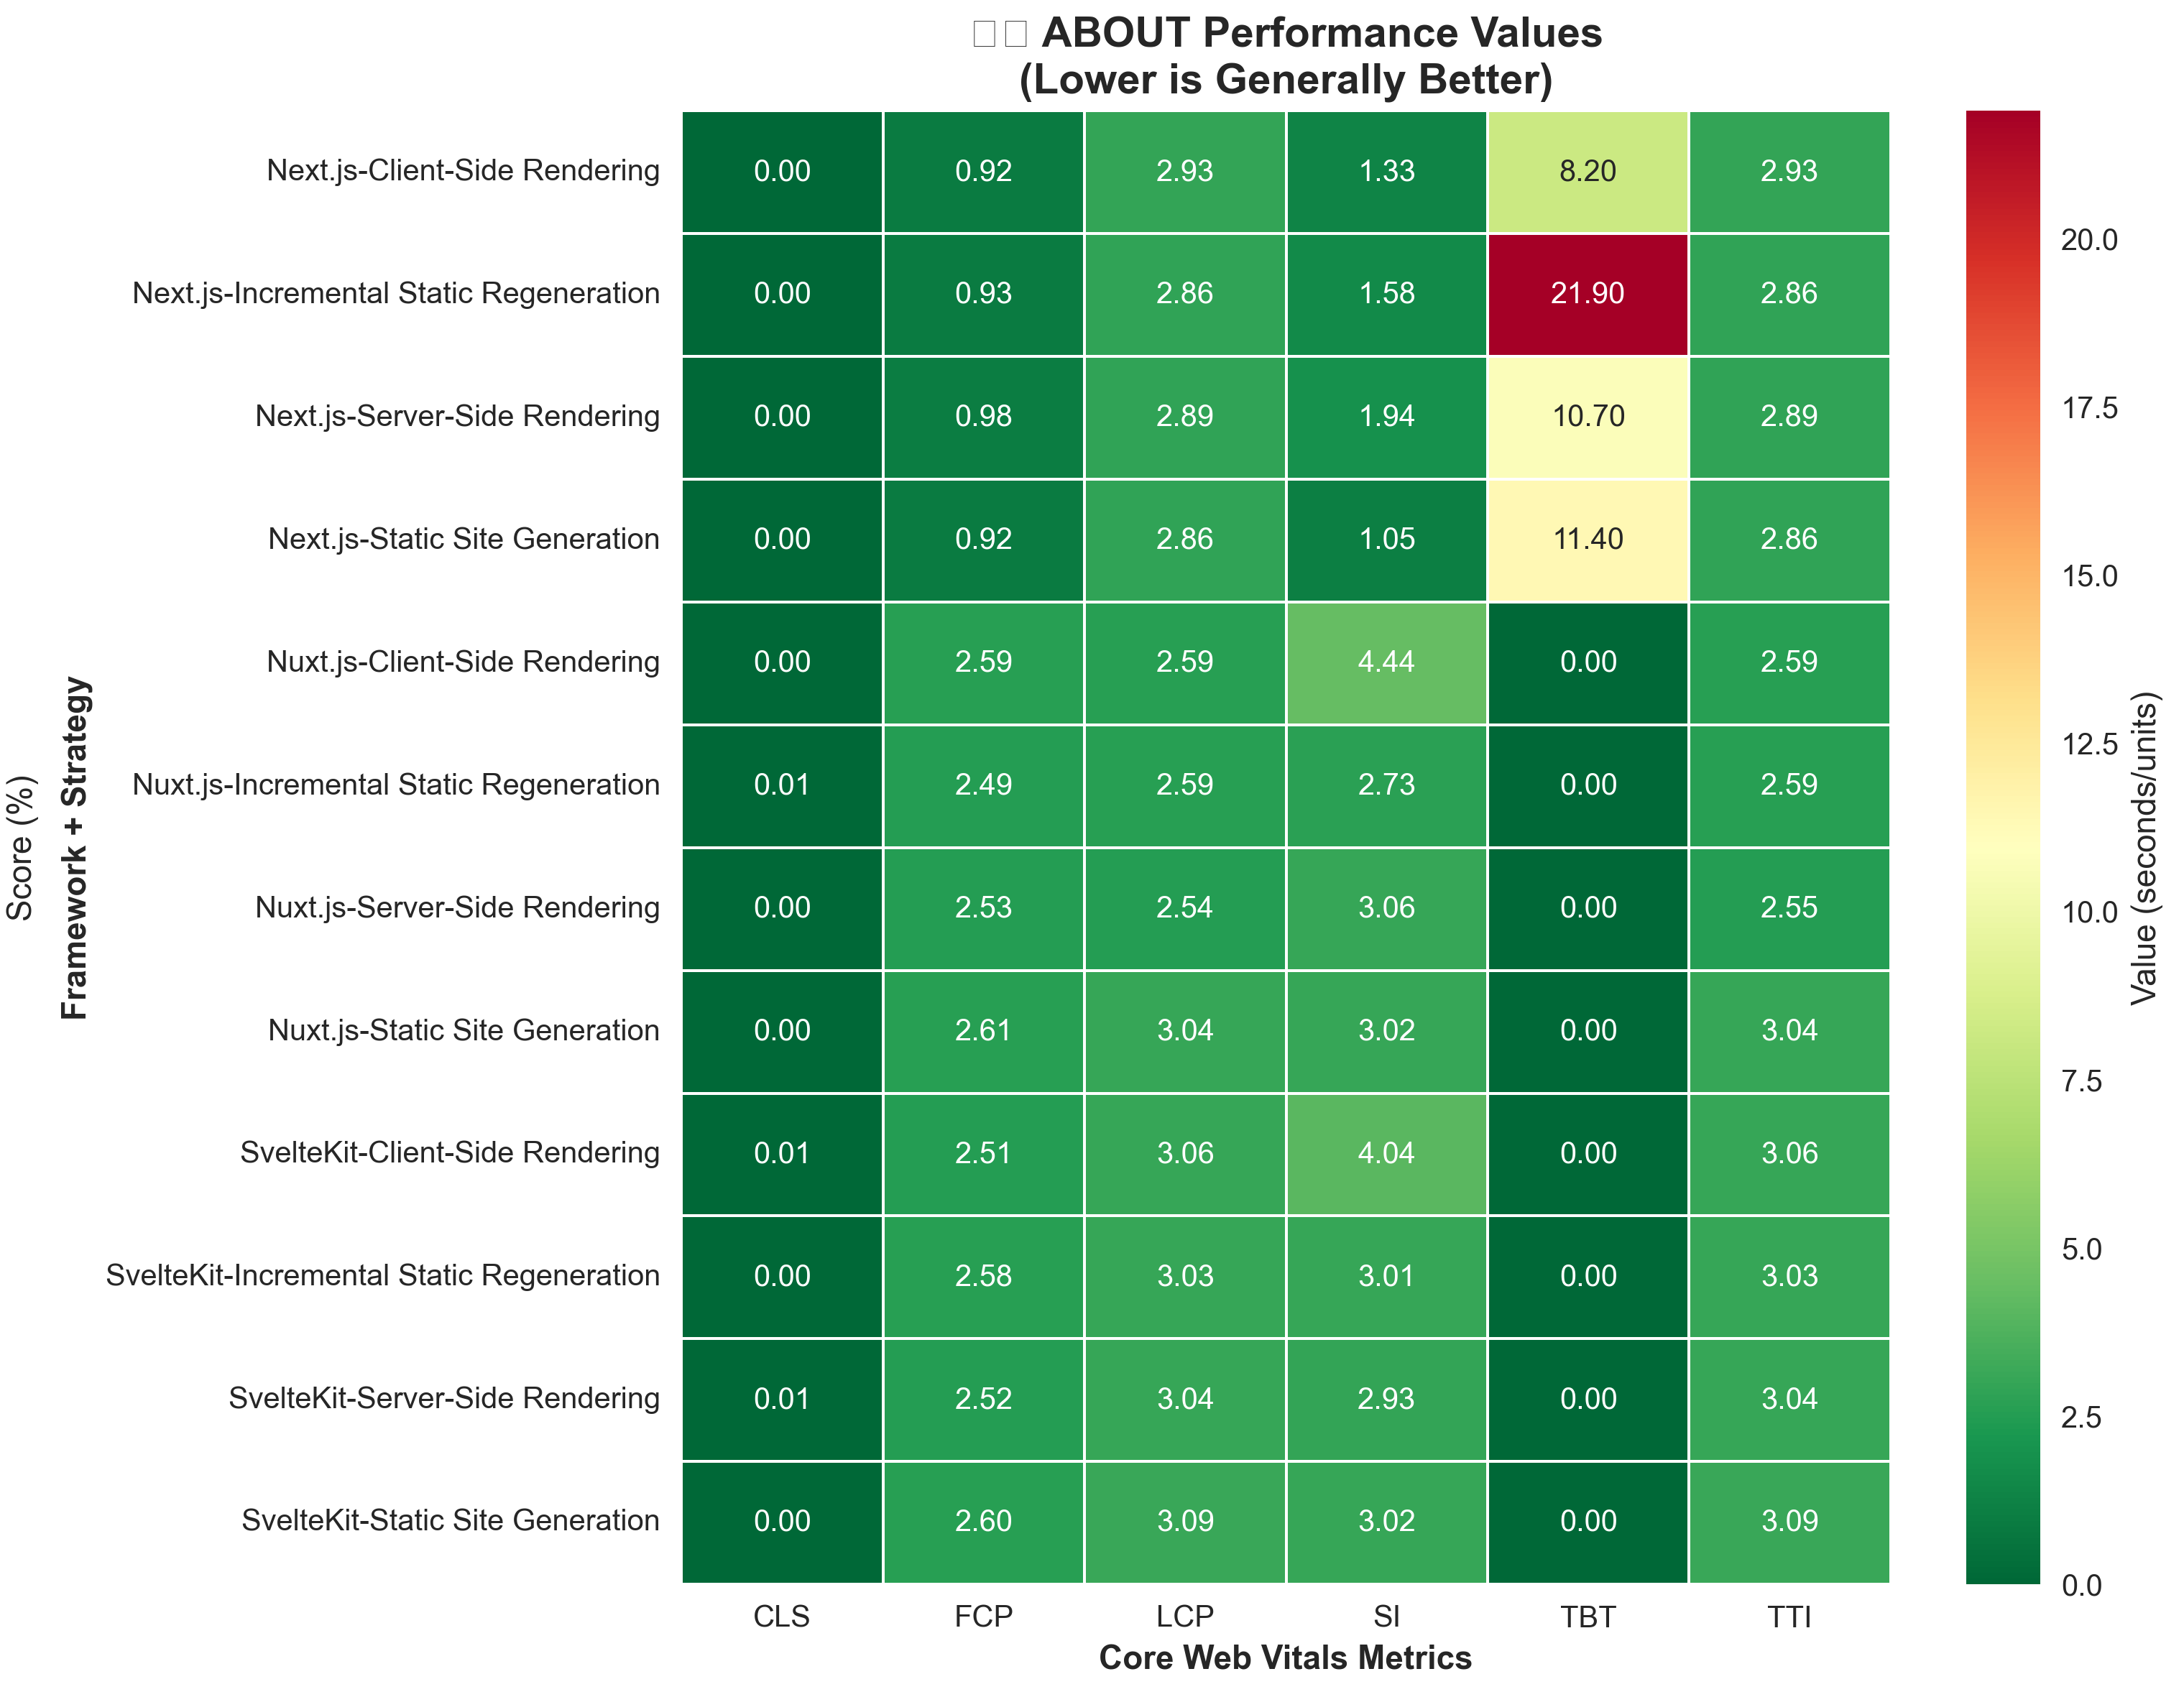 ABOUT Performance Values
(Lower is Generally Better)
Score (%)
Framework + Strategy
Next.js-Client-Side Rendering 0.00 0.92 2.93 1.33 8.20 2.93
Next.js-Incremental Static Regeneration 0.00 0.93 2.86 1.58 21.90 2.86
Next.js-Server-Side Rendering 0.00 0.98 2.89 1.94 10.70 2.89
Next.js-Static Site Generation 0.00 0.92 2.86 1.05 11.40 2.86
Nuxt.js-Client-Side Rendering 0.00 2.59 2.59 4.44 0.00 2.59
Nuxt.js-Incremental Static Regeneration 0.01 2.49 2.59 2.73 0.00 2.59
Nuxt.js-Server-Side Rendering 0.00 2.53 2.54 3.06 0.00 2.55
Nuxt.js-Static Site Generation 0.00 2.61 3.04 3.02 0.00 3.04
SvelteKit-Client-Side Rendering 0.01 2.51 3.06 4.04 0.00 3.06
SvelteKit-Incremental Static Regeneration 0.00 2.58 3.03 3.01 0.00 3.03
SvelteKit-Server-Side Rendering 0.01 2.52 3.04 2.93 0.00 3.04
SvelteKit-Static Site Generation 0.00 2.60 3.09 3.02 0.00 3.09
CLS FCP LCP SI TBT TTI
Core Web Vitals Metrics
20.0
17.5
15.0
12.5
10.0
7.5
5.0
2.5
0.0
Value (seconds/units)